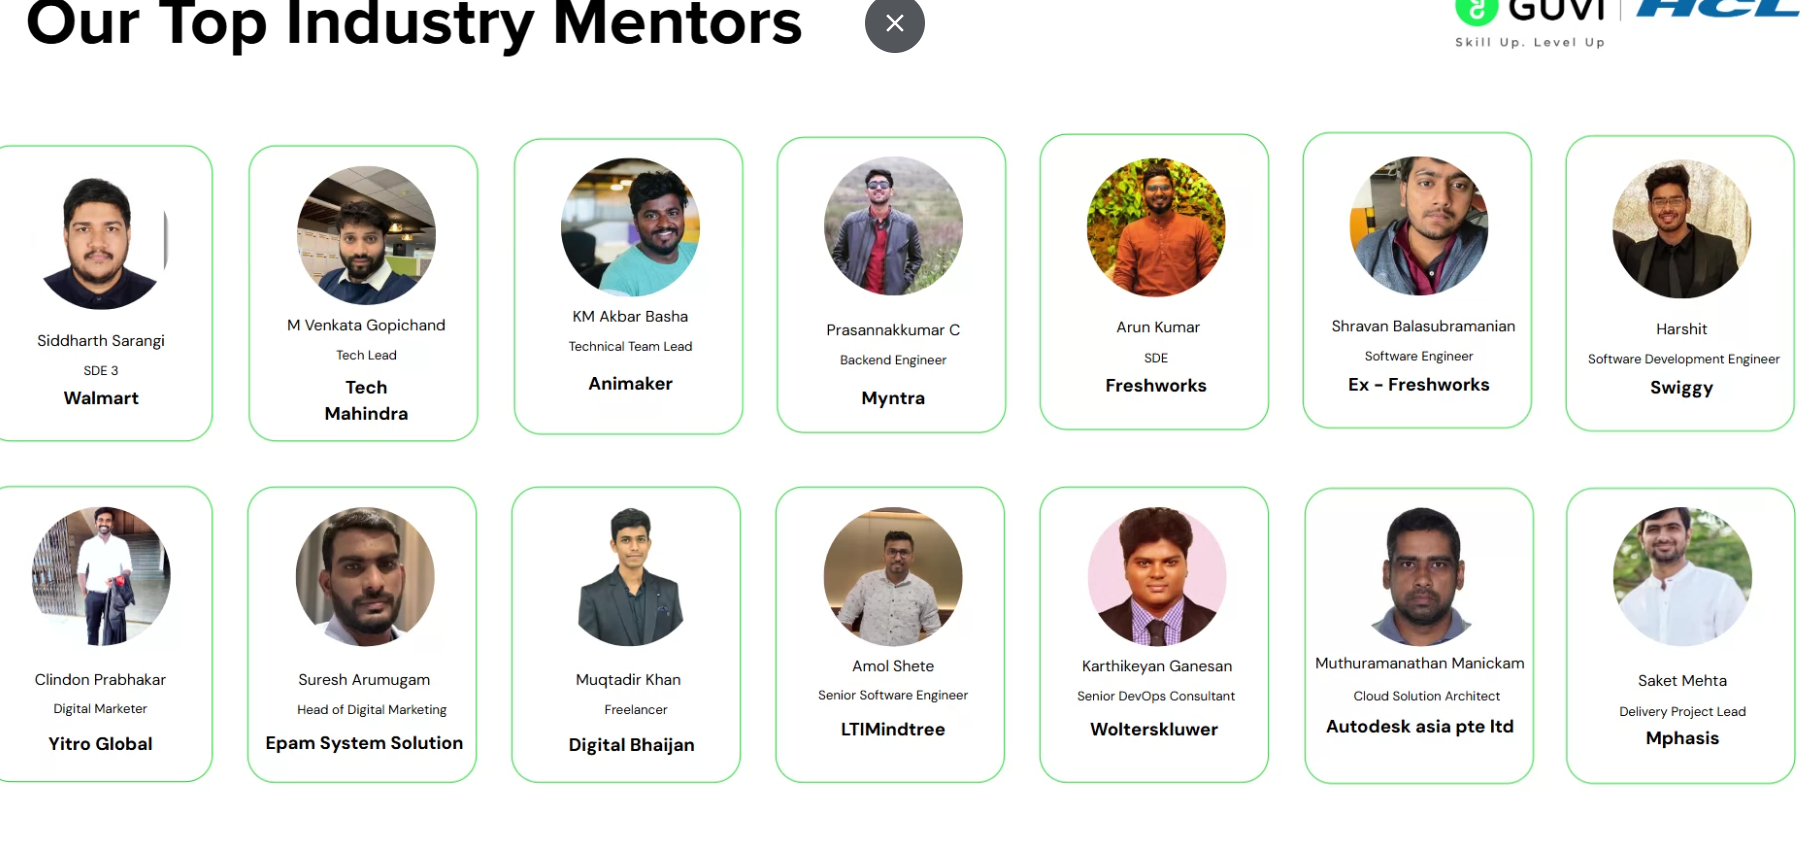 Our Top Industry Mentors
GUVI | HCL
Skill Up. Level Up
Siddharth Sarangi
SDE 3
Walmart
M Venkata Gopichand
Tech Lead
Tech
Mahindra
KM Akbar Basha
Technical Team Lead
Animaker
Prasannakkumar C
Backend Engineer
Myntra
Arun Kumar
SDE
Freshworks
Shravan Balasubramanian
Software Engineer
Ex - Freshworks
Harshit
Software Development Engineer
Swiggy
Clindon Prabhakar
Digital Marketer
Yitro Global
Suresh Arumugam
Head of Digital Marketing
Epam System Solution
Muqtadir Khan
Freelancer
Digital Bhaijan
Amol Shete
Senior Software Engineer
LTIMindtree
Karthikeyan Ganesan
Senior DevOps Consultant
Wolterskluwer
Muthuramanathan Manickam
Cloud Solution Architect
Autodesk asia pte ltd
Saket Mehta
Delivery Project Lead
Mphasis